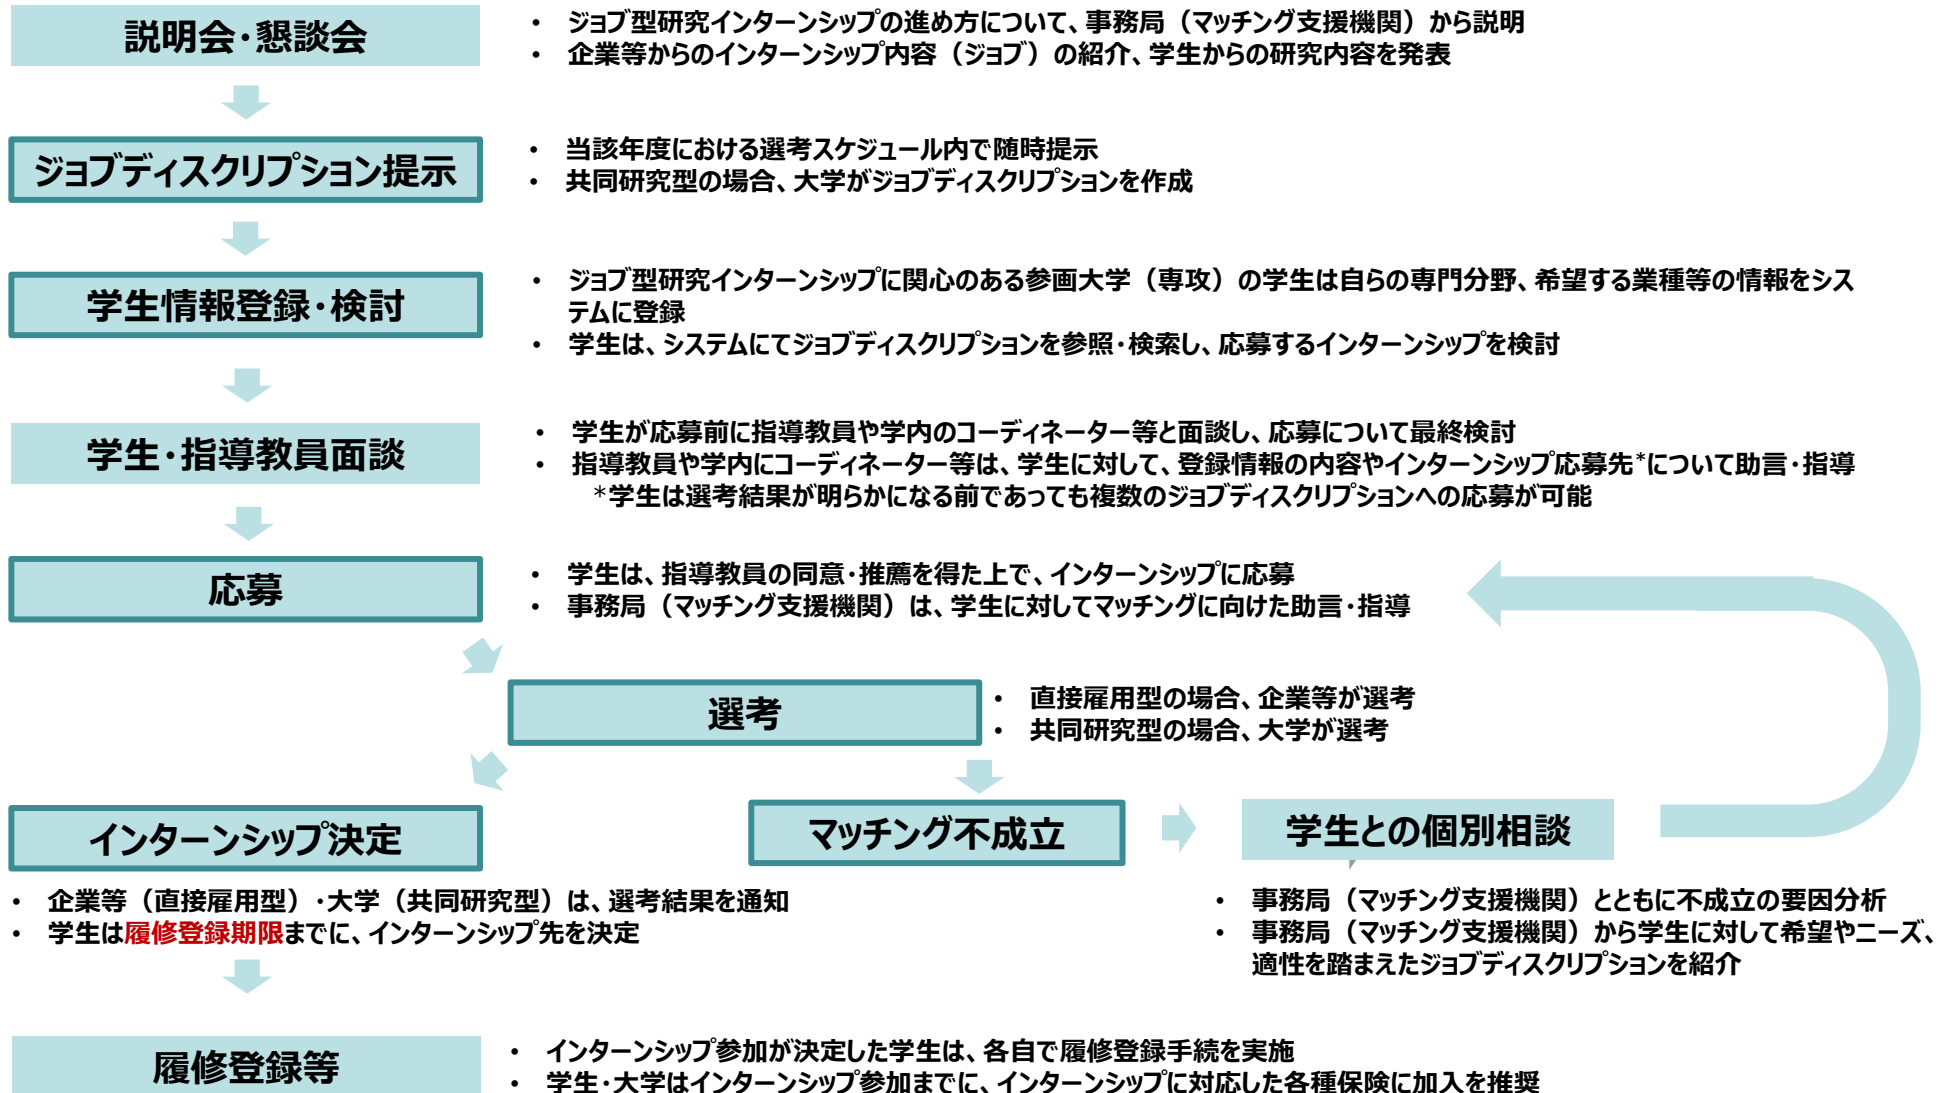 説明会・懇談会
• ジョブ型研究インターンシップの進め方について、事務局（マッチング支援機関）から説明
• 企業等からのインターンシップ内容（ジョブ）の紹介、学生からの研究内容を発表
ジョブディスクリプション提示
• 当該年度における選考スケジュール内で随時提示
• 共同研究型の場合、大学がジョブディスクリプションを作成
学生情報登録・検討
• ジョブ型研究インターンシップに関心のある参画大学（専攻）の学生は自らの専門分野、希望する業種等の情報をシス
テムに登録
• 学生は、システムにてジョブディスクリプションを参照・検索し、応募するインターンシップを検討
学生・指導教員面談
• 学生が応募前に指導教員や学内のコーディネーター等と面談し、応募について最終検討
• 指導教員や学内にコーディネーター等は、学生に対して、登録情報の内容やインターンシップ応募先*について助言・指導
*学生は選考結果が明らかになる前であっても複数のジョブディスクリプションへの応募が可能
応募
• 学生は、指導教員の同意・推薦を得た上で、インターンシップに応募
• 事務局（マッチング支援機関）は、学生に対してマッチングに向けた助言・指導
選考
• 直接雇用型の場合、企業等が選考
• 共同研究型の場合、大学が選考
インターンシップ決定
マッチング不成立
学生との個別相談
• 企業等（直接雇用型）・大学（共同研究型）は、選考結果を通知
• 学生は履修登録期限までに、インターンシップ先を決定
• 事務局（マッチング支援機関）とともに不成立の要因分析
• 事務局（マッチング支援機関）から学生に対して希望やニーズ、
適性を踏まえたジョブディスクリプションを紹介
履修登録等
• インターンシップ参加が決定した学生は、各自で履修登録手続を実施
• 学生・大学はインターンシップ参加までに、インターンシップに対応した各種保険に加入を推奨